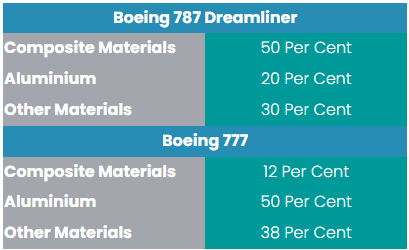 Boeing 787 Dreamliner
Composite Materials 50 Per Cent
Aluminium 20 Per Cent
Other Materials 30 Per Cent
Boeing 777
Composite Materials 12 Per Cent
Aluminium 50 Per Cent
Other Materials 38 Per Cent